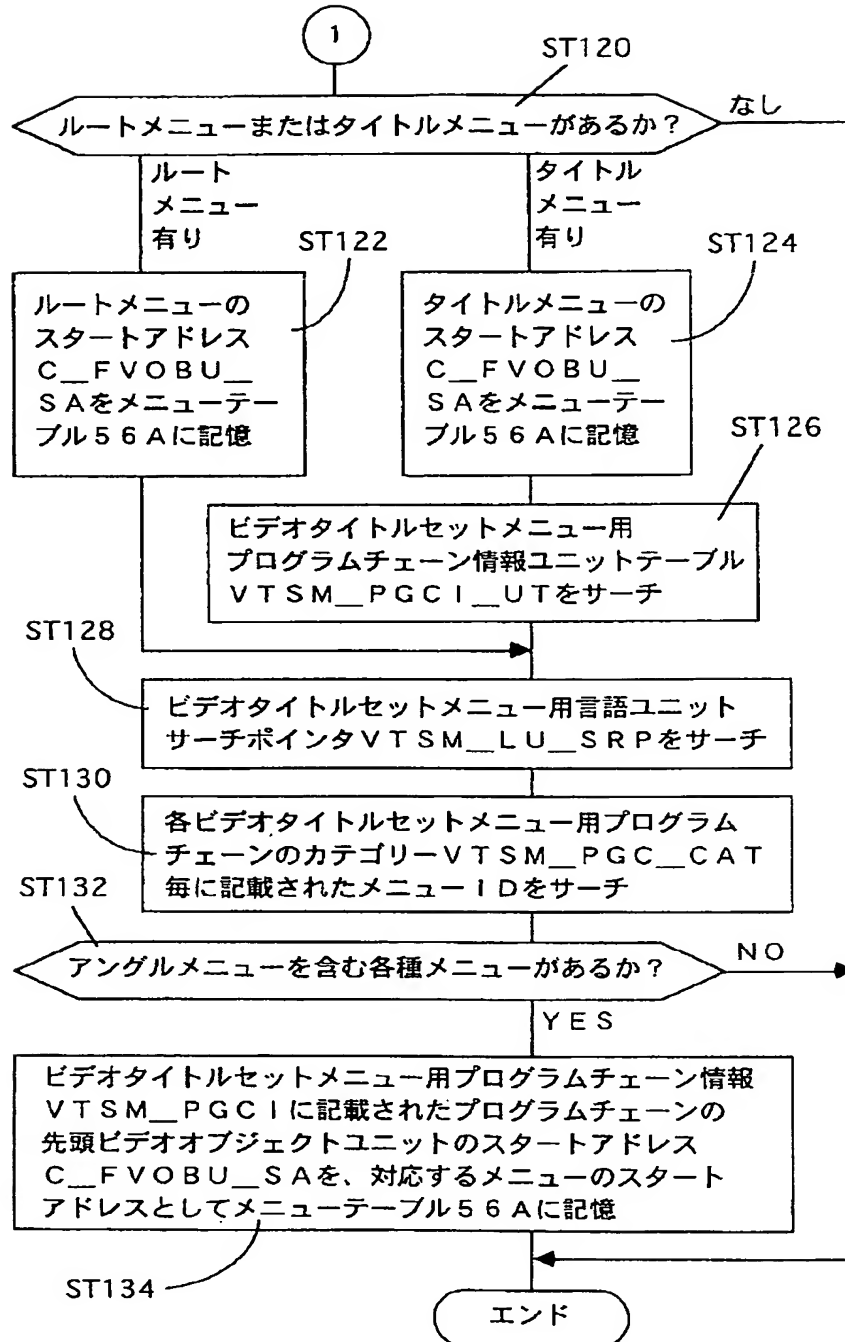 1
ST120
ルートメニューまたはタイトルメニューがあるか?
なし
ルート
メニュー
有り
タイトル
メニュー
有り
ST122
ST124
ルートメニューの
スタートアドレス
C__FVOBU__
SAをメニューテー
ブル56Aに記憶
タイトルメニューの
スタートアドレス
C__FVOBU__
SAをメニューテー
ブル56Aに記憶
ST126
ビデオタイトルセットメニュー用
プログラムチェーン情報ユニットテーブル
VTSM__PGCI__UTをサーチ
ST128
ビデオタイトルセットメニュー用言語ユニット
サーチポインタVTSM__LU__SRPをサーチ
ST130
各ビデオタイトルセットメニュー用プログラム
チェーンのカテゴリーVTSM__PGC__CAT
毎に記載されたメニューIDをサーチ
ST132
アングルメニューを含む各種メニューがあるか?
NO
YES
ビデオタイトルセットメニュー用プログラムチェーン情報
VTSM__PGCIに記載されたプログラムチェーンの
先頭ビデオオブジェクトユニットのスタートアドレス
C__FVOBU__SAを、対応するメニューのスタート
アドレスとしてメニューテーブル56Aに記憶
ST134
エンド